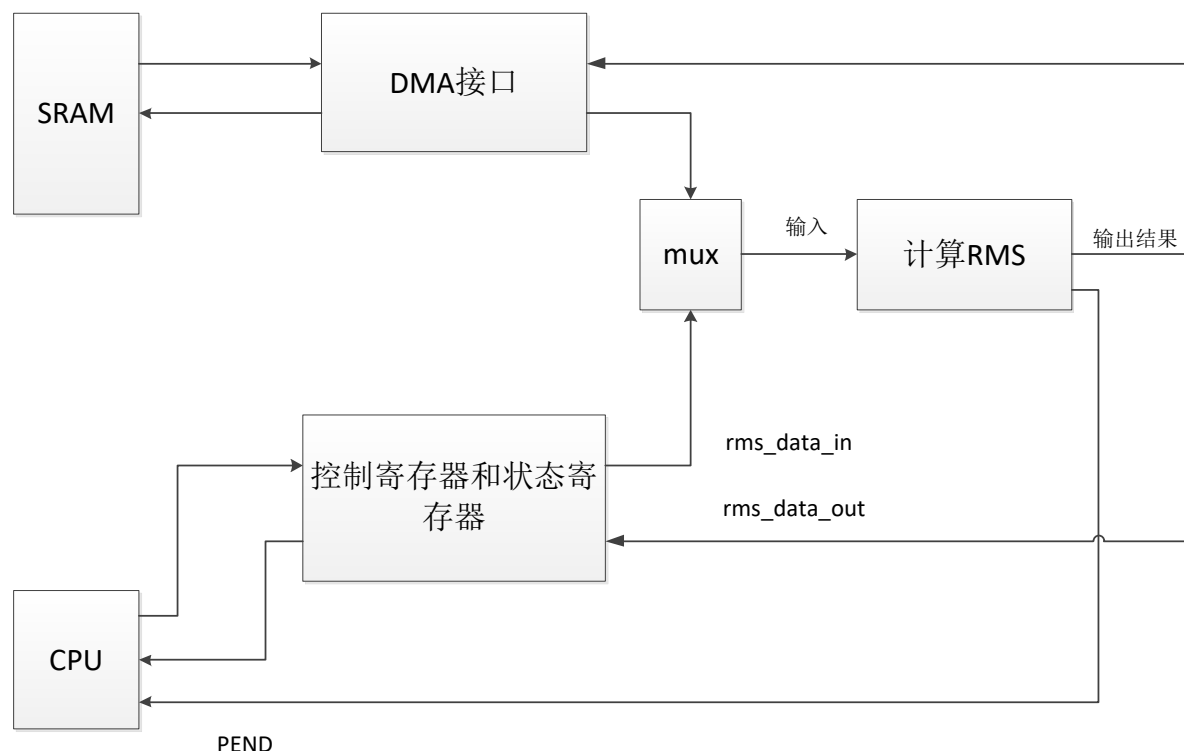 SRAM
DMA接口
mux
输入
计算RMS
输出结果
控制寄存器和状态寄
存器
rms_data_in
rms_data_out
CPU
PEND